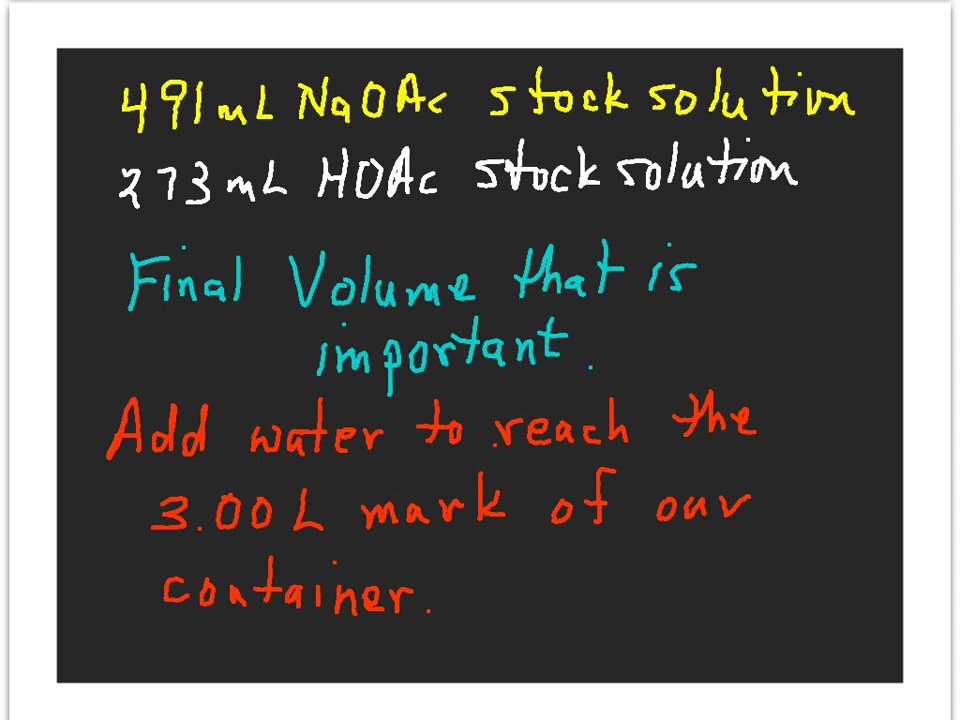 491 mL NaOAc stock solution
273 mL HOAc stock solution
Final Volume that is
important.
Add water to reach the
3.00 L mark of our
container.